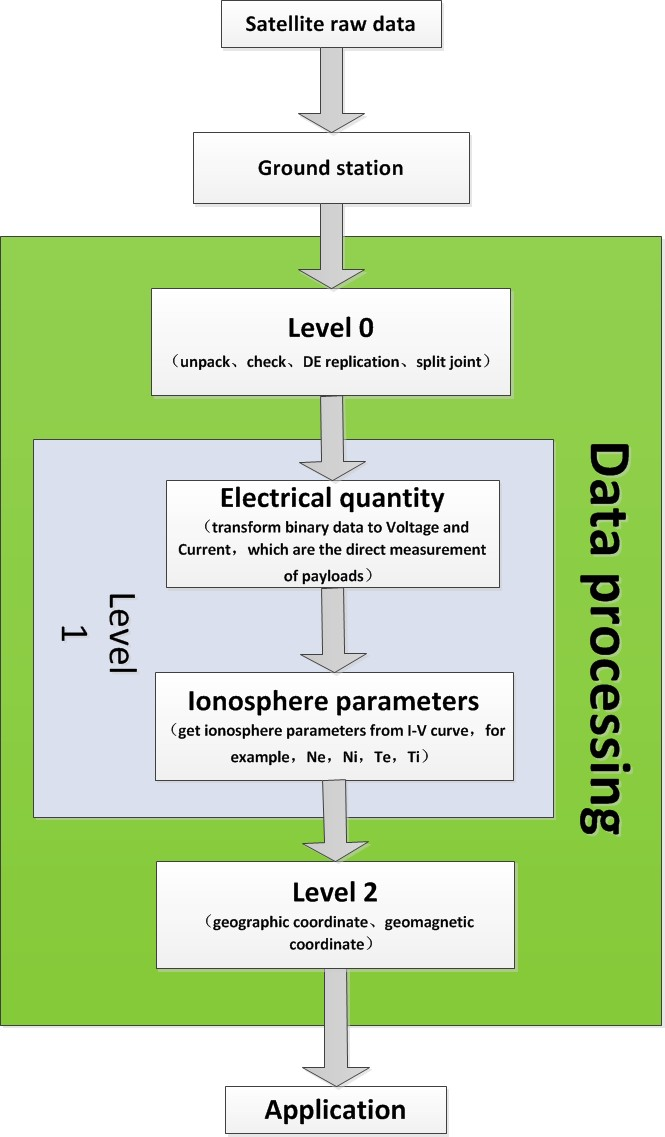 Satellite raw data
Ground station
Level 0
（unpack、check、DE replication、split joint）
Electrical quantity
（transform binary data to Voltage and
Current，which are the direct measurement
of payloads）
Level
1
Ionosphere parameters
（get ionosphere parameters from I-V curve，for
example，Ne，Ni，Te，Ti）
Data processing
Level 2
（geographic coordinate、geomagnetic
coordinate）
Application